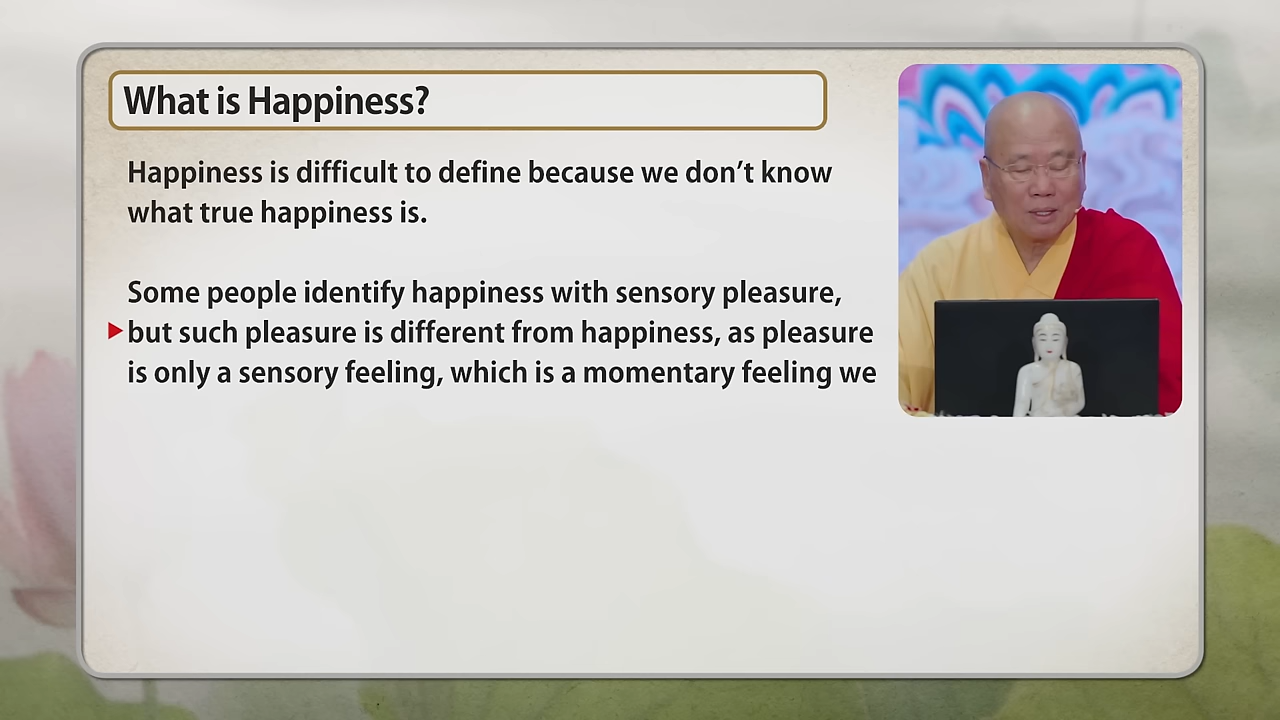 What is Happiness?
Happiness is difficult to define because we don’t know
what true happiness is.
Some people identify happiness with sensory pleasure,
but such pleasure is different from happiness, as pleasure
is only a sensory feeling, which is a momentary feeling we